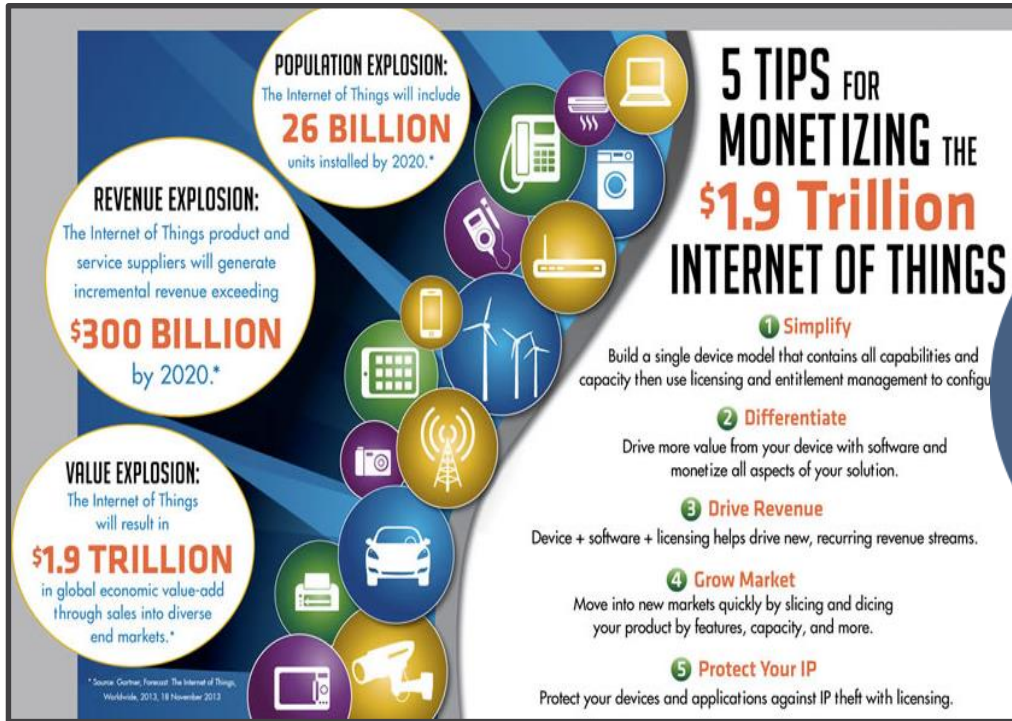 POPULATION EXPLOSION:
The Internet of Things will include
26 BILLION
units installed by 2020.*
REVENUE EXPLOSION:
The Internet of Things product and
service suppliers will generate
incremental revenue exceeding
$300 BILLION
by 2020.*
VALUE EXPLOSION:
The Internet of Things
will result in
$1.9 TRILLION
in global economic value-add
through sales into diverse
end markets.*
* Source: Gartner, Forecast: The Internet of Things,
Worldwide, 2013, 18 November 2013
5 TIPS FOR
MONETIZING THE
$1.9 Trillion
INTERNET OF THINGS
1 Simplify
Build a single device model that contains all capabilities and
capacity then use licensing and entitlement management to configu
2 Differentiate
Drive more value from your device with software and
monetize all aspects of your solution.
3 Drive Revenue
Device + software + licensing helps drive new, recurring revenue streams.
4 Grow Market
Move into new markets quickly by slicing and dicing
your product by features, capacity, and more.
5 Protect Your IP
Protect your devices and applications against IP theft with licensing.